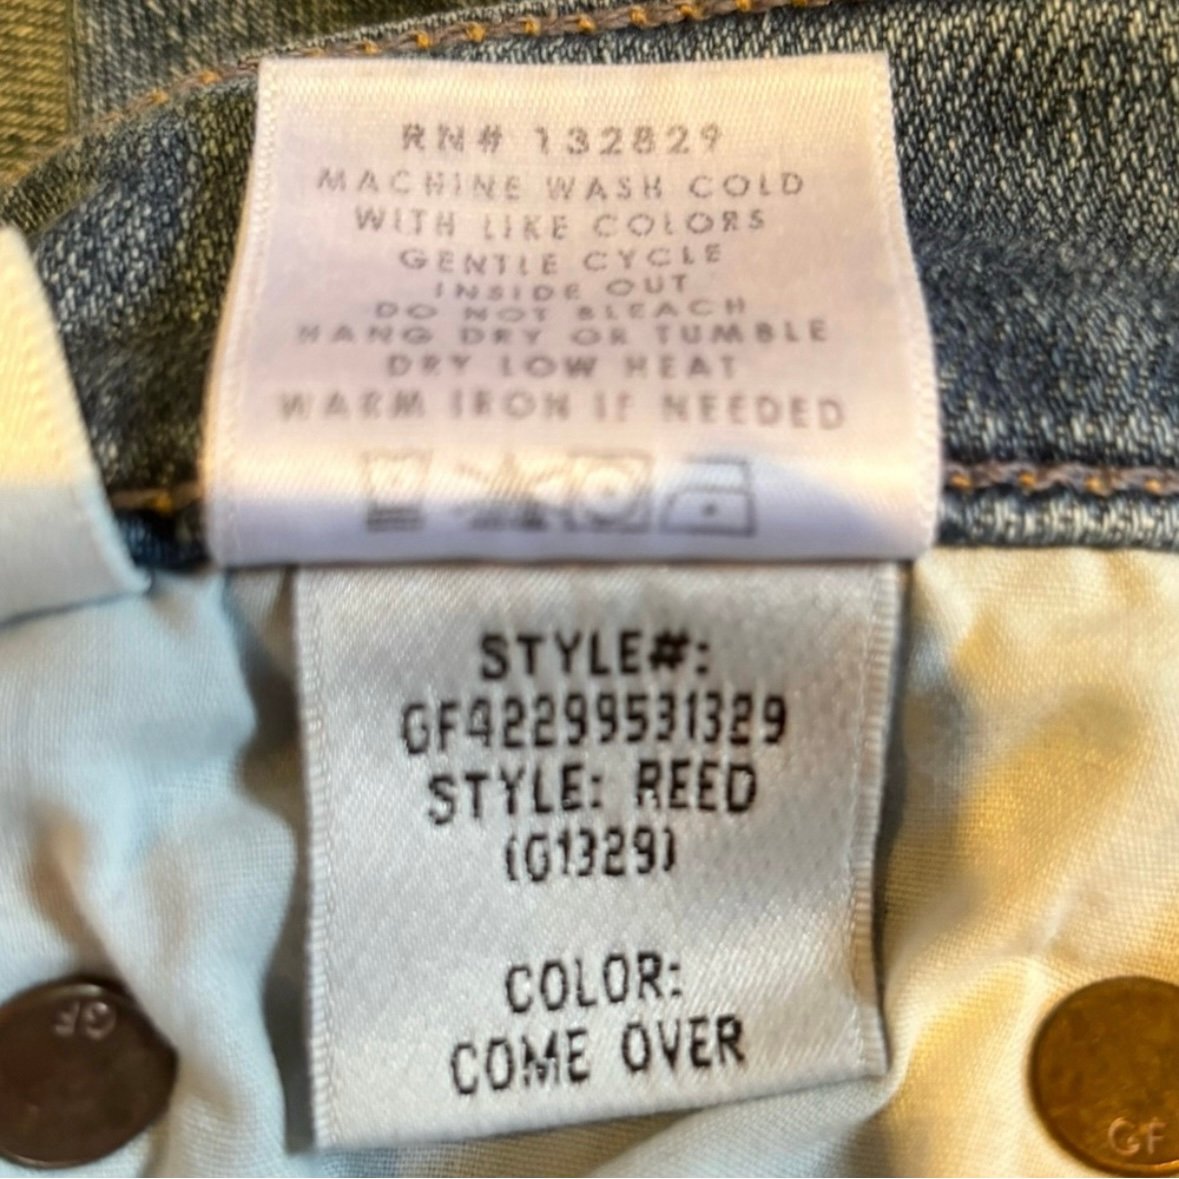 RN# 132829
MACHINE WASH COLD
WITH LIKE COLORS
GENTLE CYCLE
INSIDE OUT
DO NOT BLEACH
HANG DRY OR TUMBLE
DRY LOW HEAT
WARM IRON IF NEEDED
STYLE#:
GF42299531329
STYLE: REED
(G1329)
COLOR:
COME OVER
GF
GF